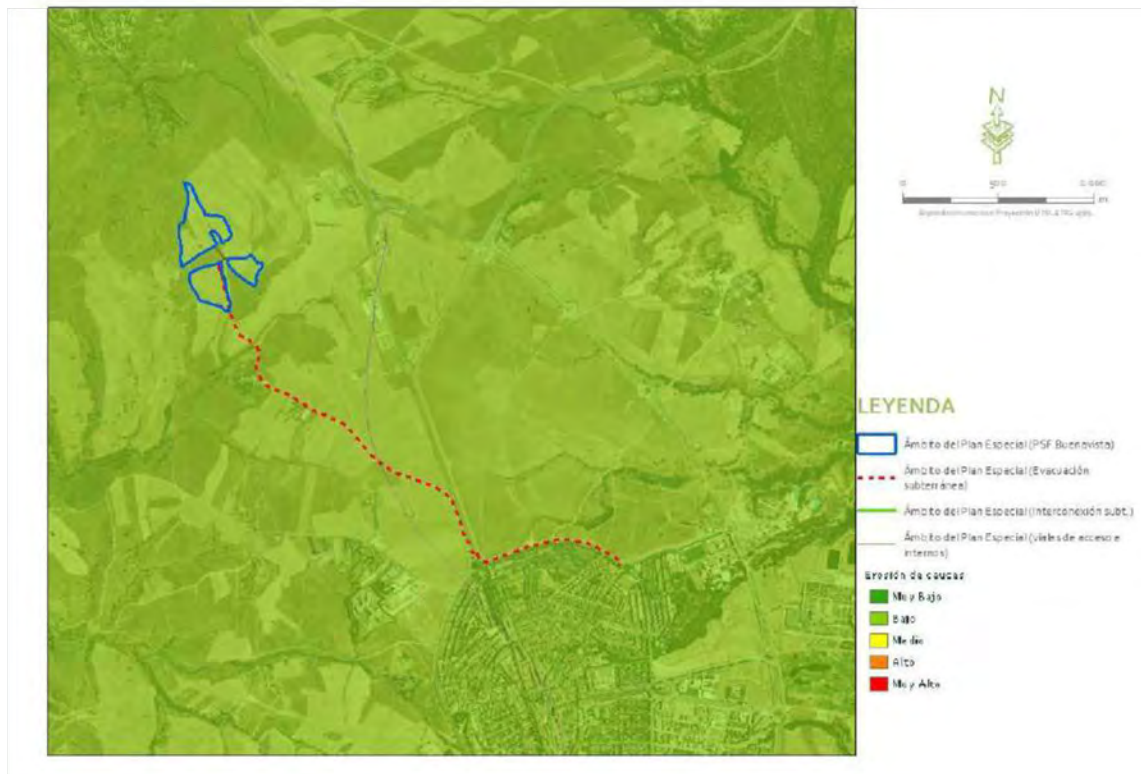 N
0
500
1.000
m
LEYENDA
Ámbito del Plan Especial (PSF Buenavista)
Ámbito del Plan Especial (Evacuación
subterránea)
Ámbito del Plan Especial (Interconexión subt.)
Ámbito del Plan Especial (viales de acceso e
internos)
Erosión de cauces
Muy Bajo
Bajo
Medio
Alto
Muy Alto